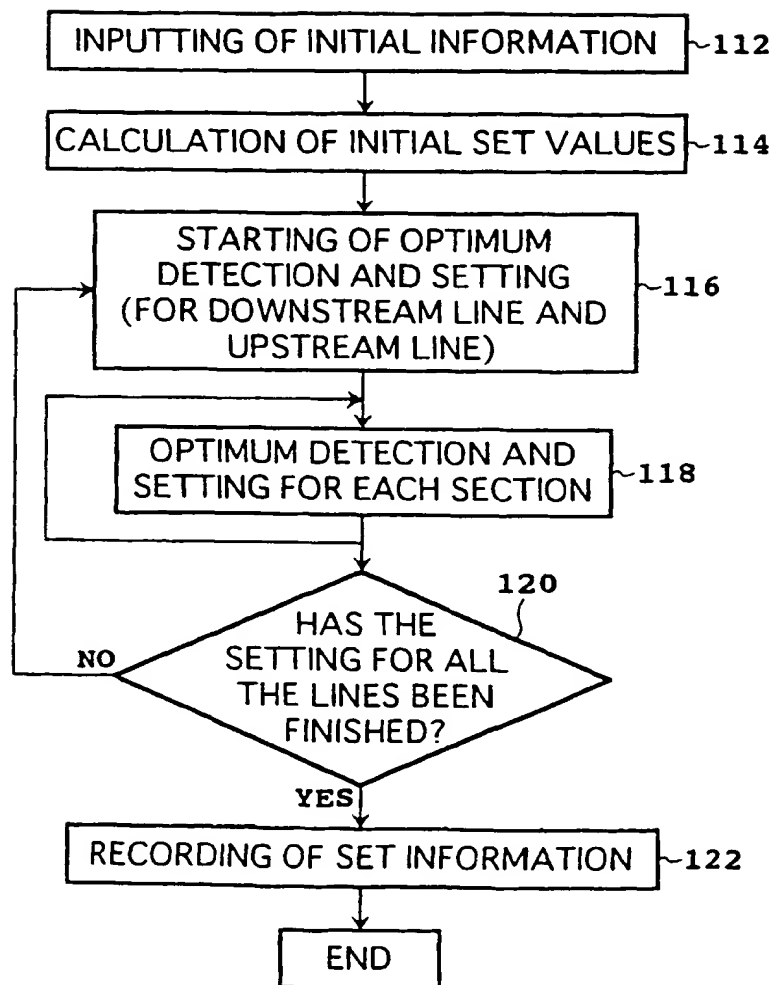 INPUTTING OF INITIAL INFORMATION
112
CALCULATION OF INITIAL SET VALUES
114
STARTING OF OPTIMUM
DETECTION AND SETTING
(FOR DOWNSTREAM LINE AND
UPSTREAM LINE)
116
OPTIMUM DETECTION AND
SETTING FOR EACH SECTION
118
120
HAS THE
SETTING FOR ALL
THE LINES BEEN
FINISHED?
NO
YES
RECORDING OF SET INFORMATION
122
END